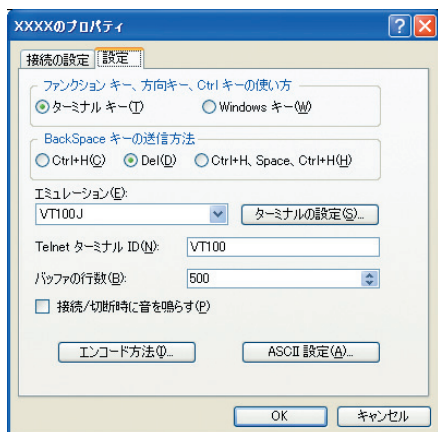 XXXXのプロパティ
接続の設定 設定
ファンクション キー、方向キー、Ctrl キーの使い方
ターミナル キー(T) Windows キー(W)
BackSpace キーの送信方法
Ctrl+H(C) Del(D) Ctrl+H、Space、Ctrl+H(H)
エミュレーション(E):
VT100J ターミナルの設定(S)...
Telnet ターミナル ID(N): VT100
バッファの行数(B): 500
接続/切断時に音を鳴らす(P)
エンコード方法(I)... ASCII 設定(A)...
OK キャンセル